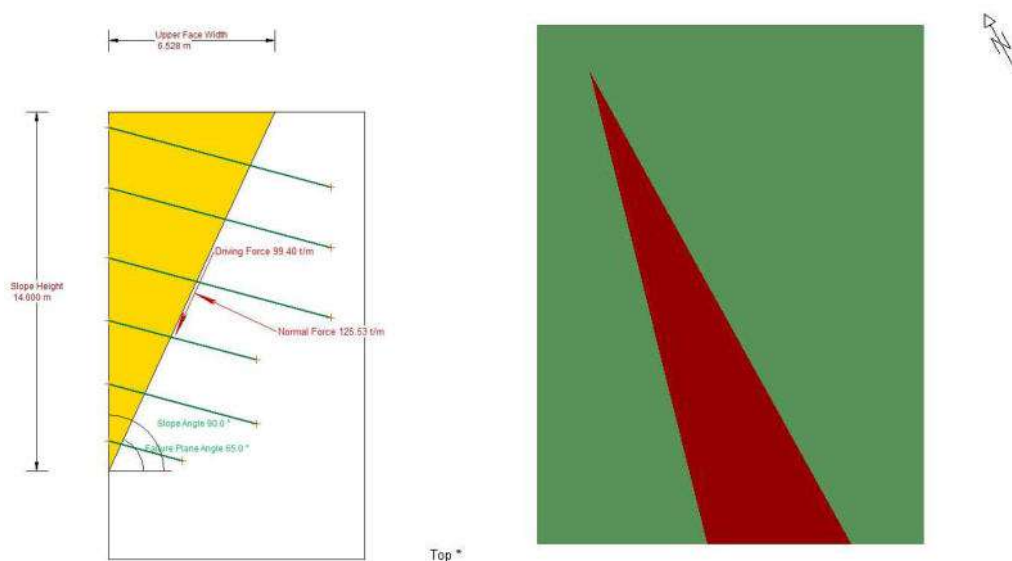 Upper Face Width
6.528 m
Driving Force 99.40 t/m
Slope Height
14.000 m
Normal Force 125.53 t/m
Slope Angle 90.0 °
Failure Plane Angle 65.0 °
Top *
N